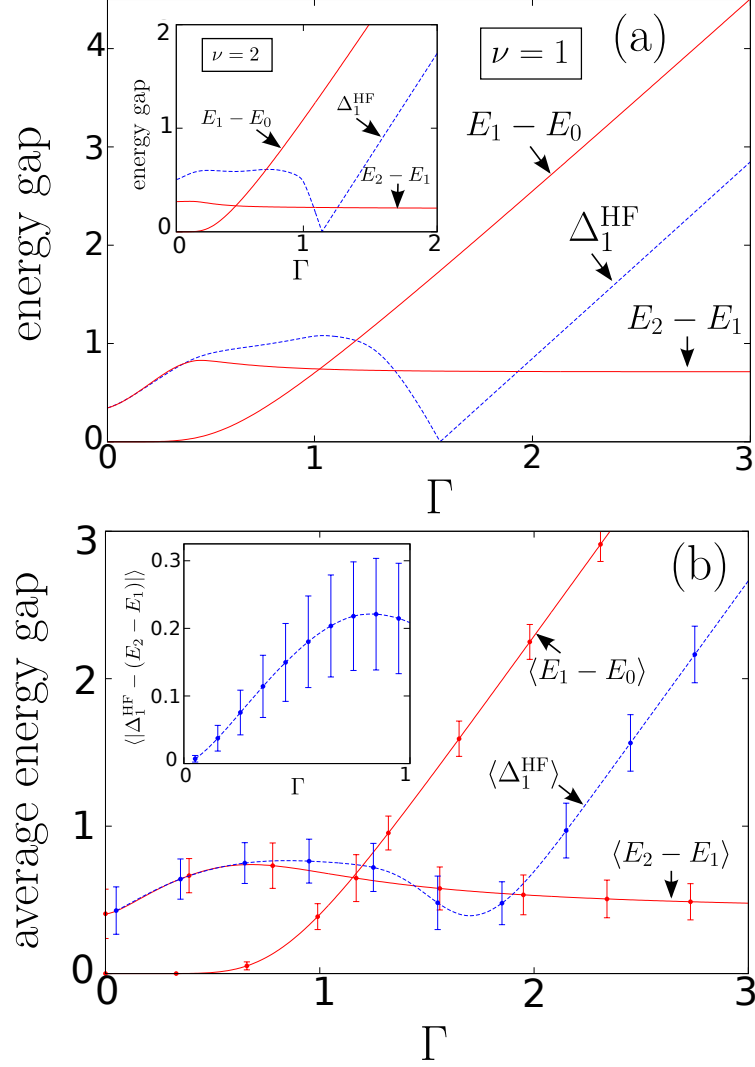 (a)
ν = 1
energy gap
4
3
2
1
0
0
1
2
3
Γ
E₁ − E₀
Δ₁ᴴᶠ
E₂ − E₁
ν = 2
energy gap
2
1
0
0
1
2
Γ
E₁ − E₀
Δ₁ᴴᶠ
E₂ − E₁
(b)
average energy gap
3
2
1
0
0
1
2
3
Γ
⟨E₁ − E₀⟩
⟨Δ₁ᴴᶠ⟩
⟨E₂ − E₁⟩
⟨|Δ₁ᴴᶠ − (E₂ − E₁)|⟩
0.3
0.2
0.1
0
0
1
Γ